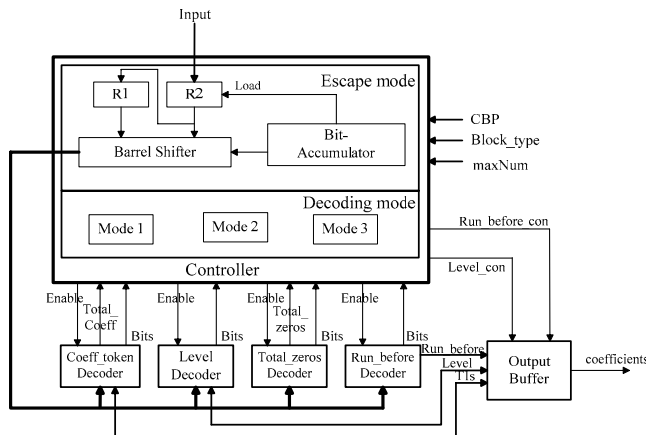 Input
Escape mode
R1
R2
Load
Bit-
Accumulator
Barrel Shifter
CBP
Block_type
maxNum
Decoding mode
Mode 1
Mode 2
Mode 3
Run_before_con
Controller
Level_con
Enable
Total_
Coeff
Bits
Enable
Bits
Enable
Total_
zeros
Bits
Enable
Bits
Coeff_token
Decoder
Level
Decoder
Total_zeros
Decoder
Run_before
Decoder
Run_before
Level
T1s
Output
Buffer
coefficients